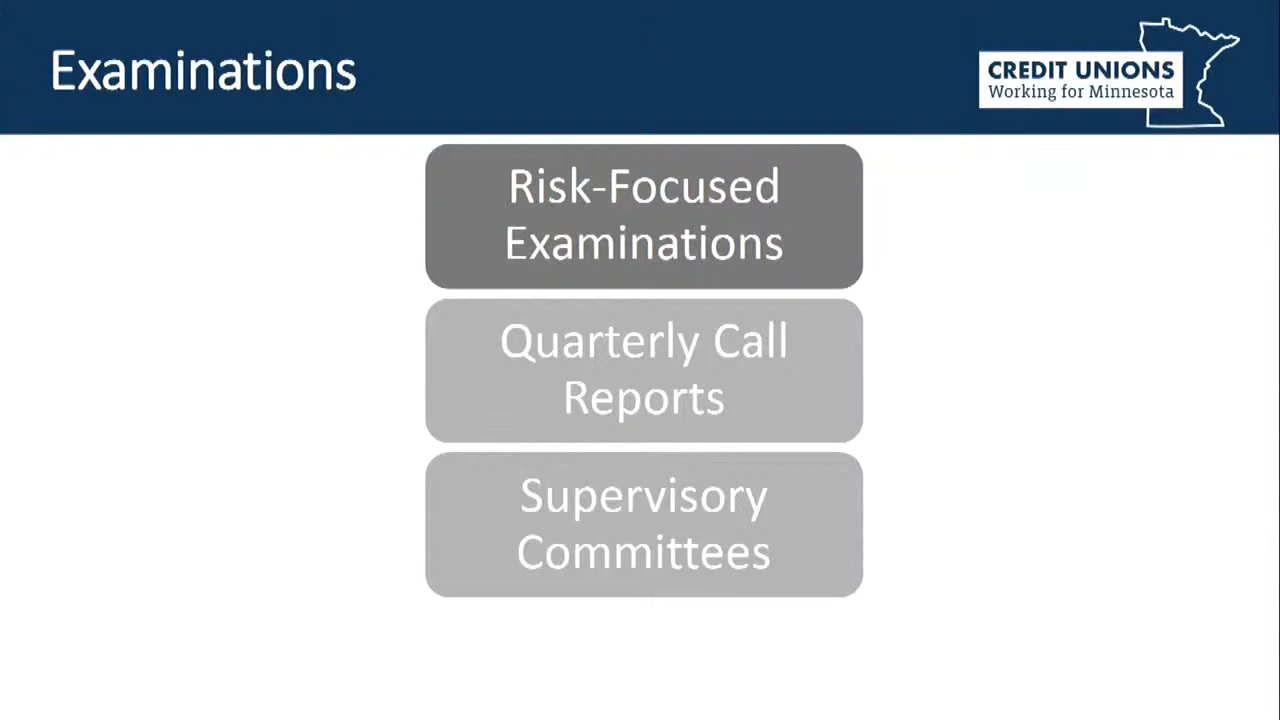 Examinations
CREDIT UNIONS
Working for Minnesota
Risk-Focused
Examinations
Quarterly Call
Reports
Supervisory
Committees